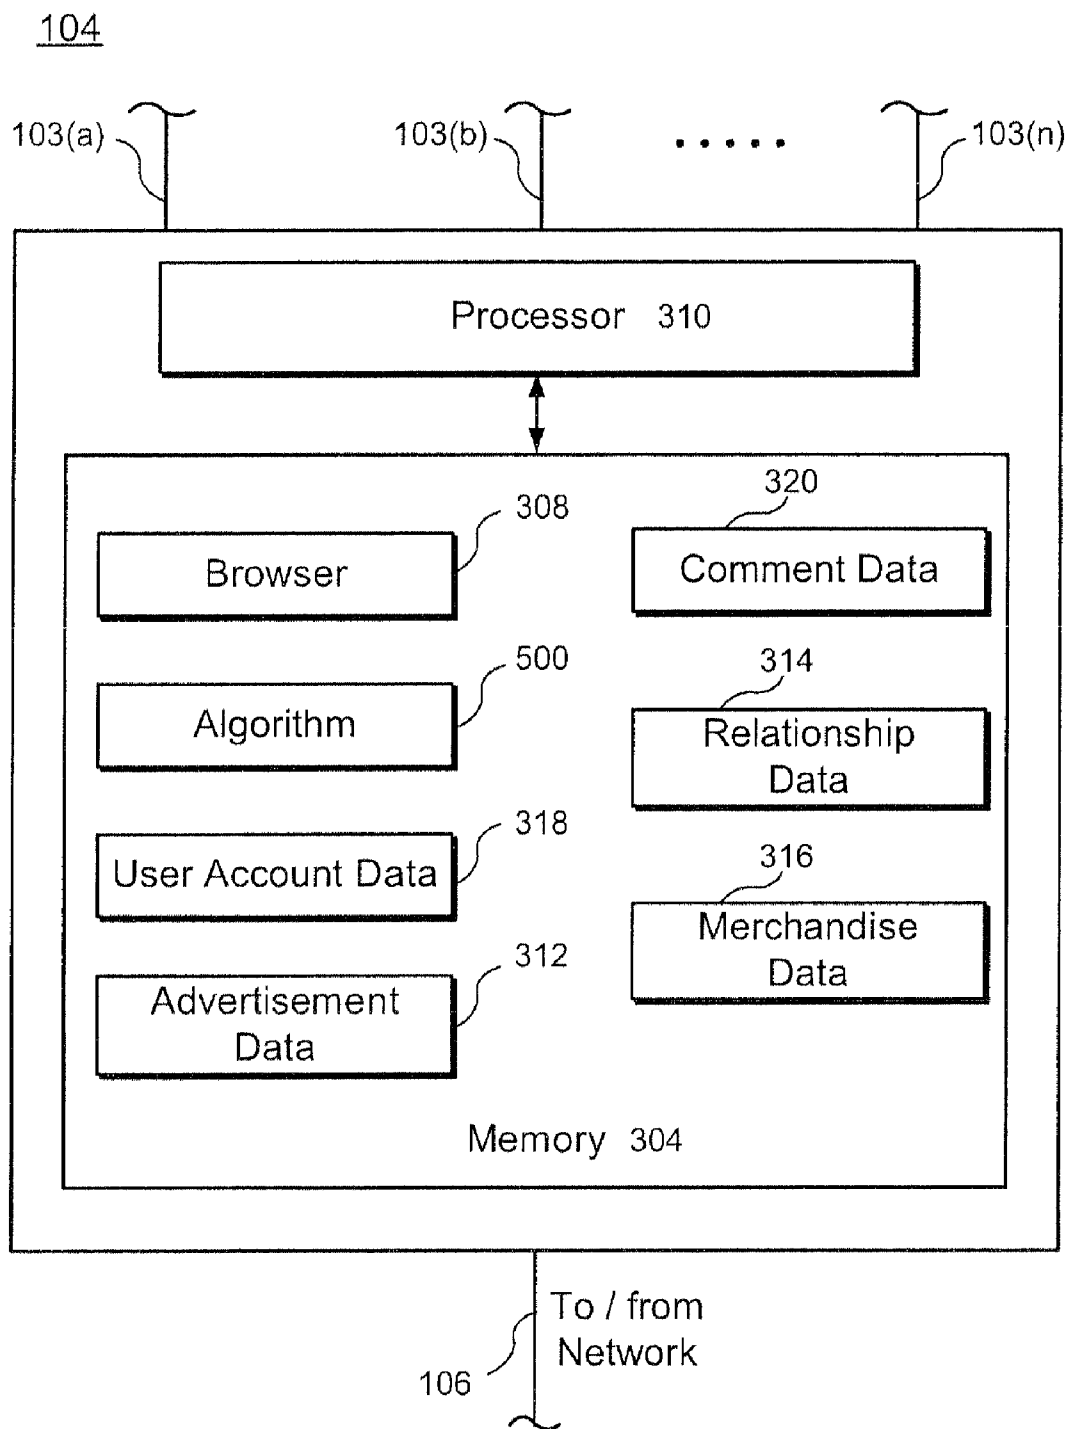 104
103(a)
103(b)
103(n)
Processor 310
308
320
Browser
Comment Data
500
314
Algorithm
Relationship
Data
318
316
User Account Data
Merchandise
Data
312
Advertisement
Data
Memory 304
To / from
Network
106